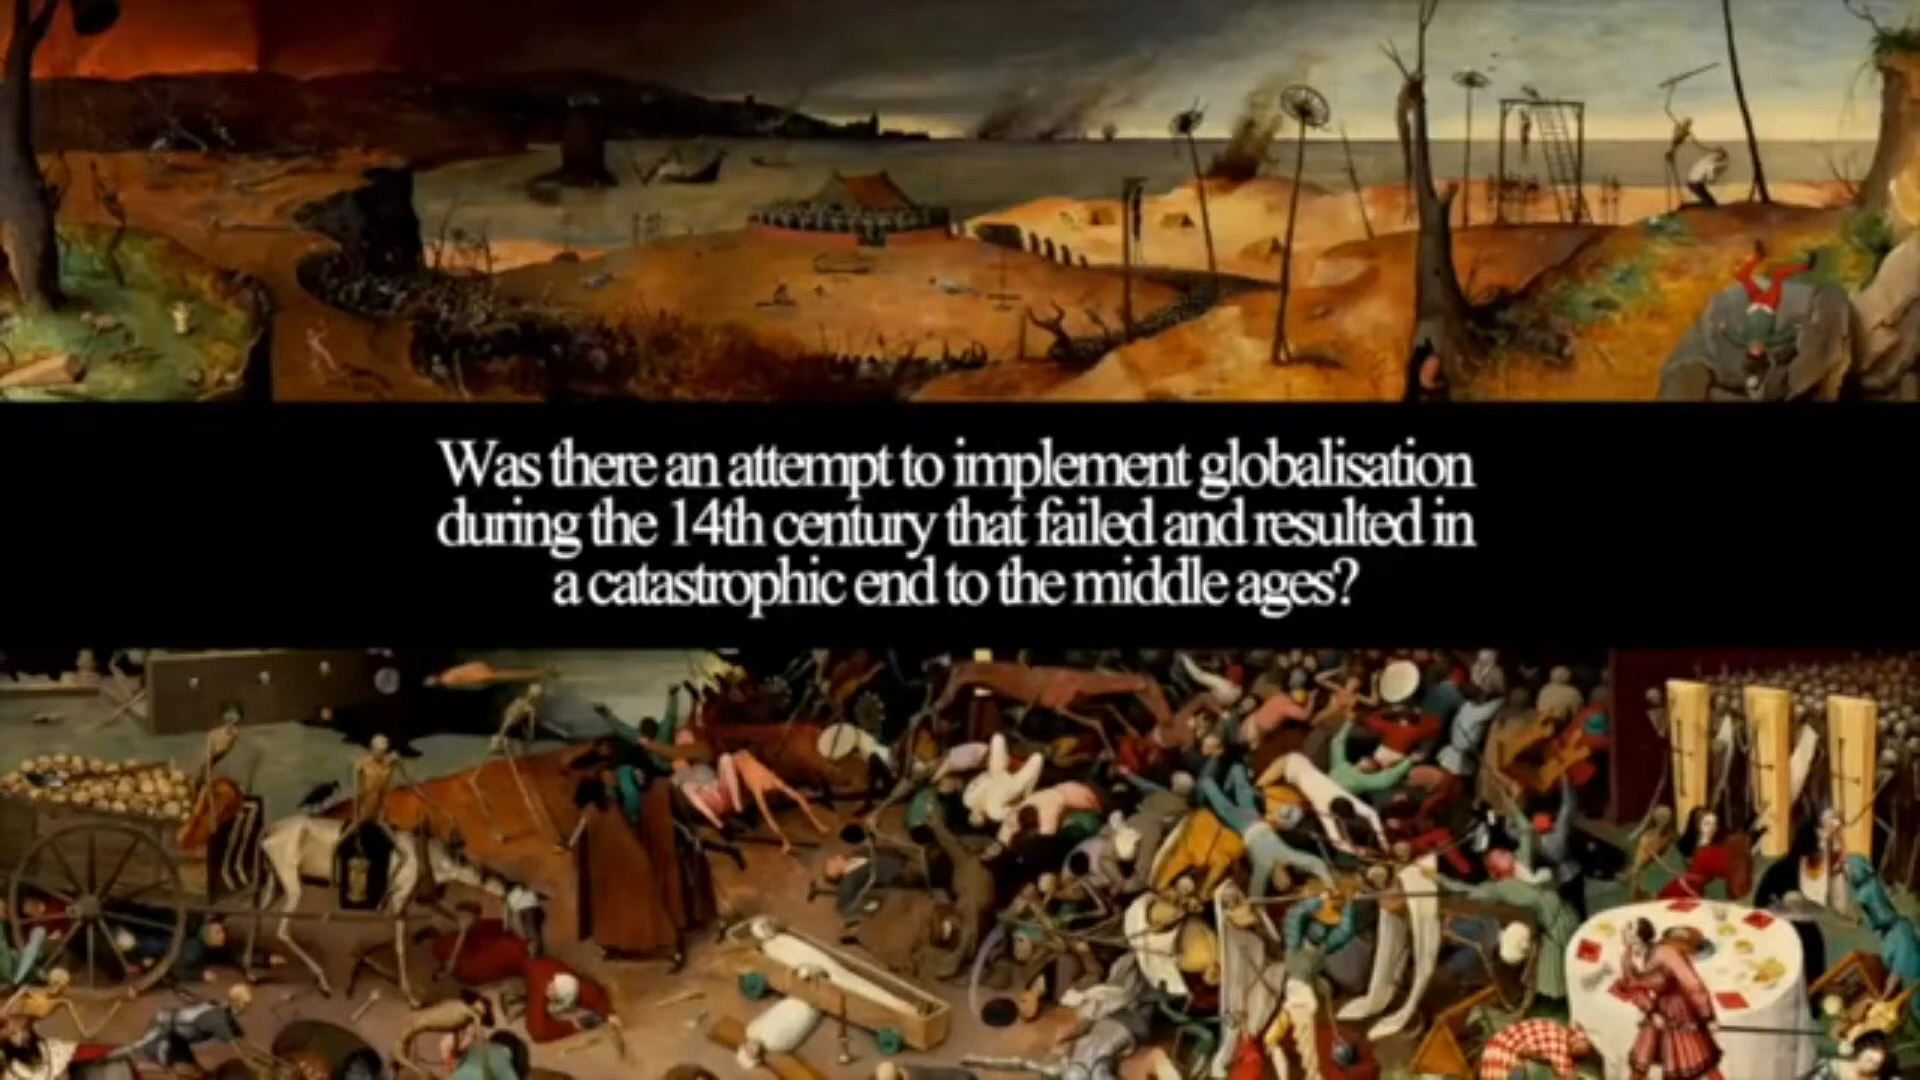 Was there an attempt to implement globalisation
during the 14th century that failed and resulted in
a catastrophic end to the middle ages?